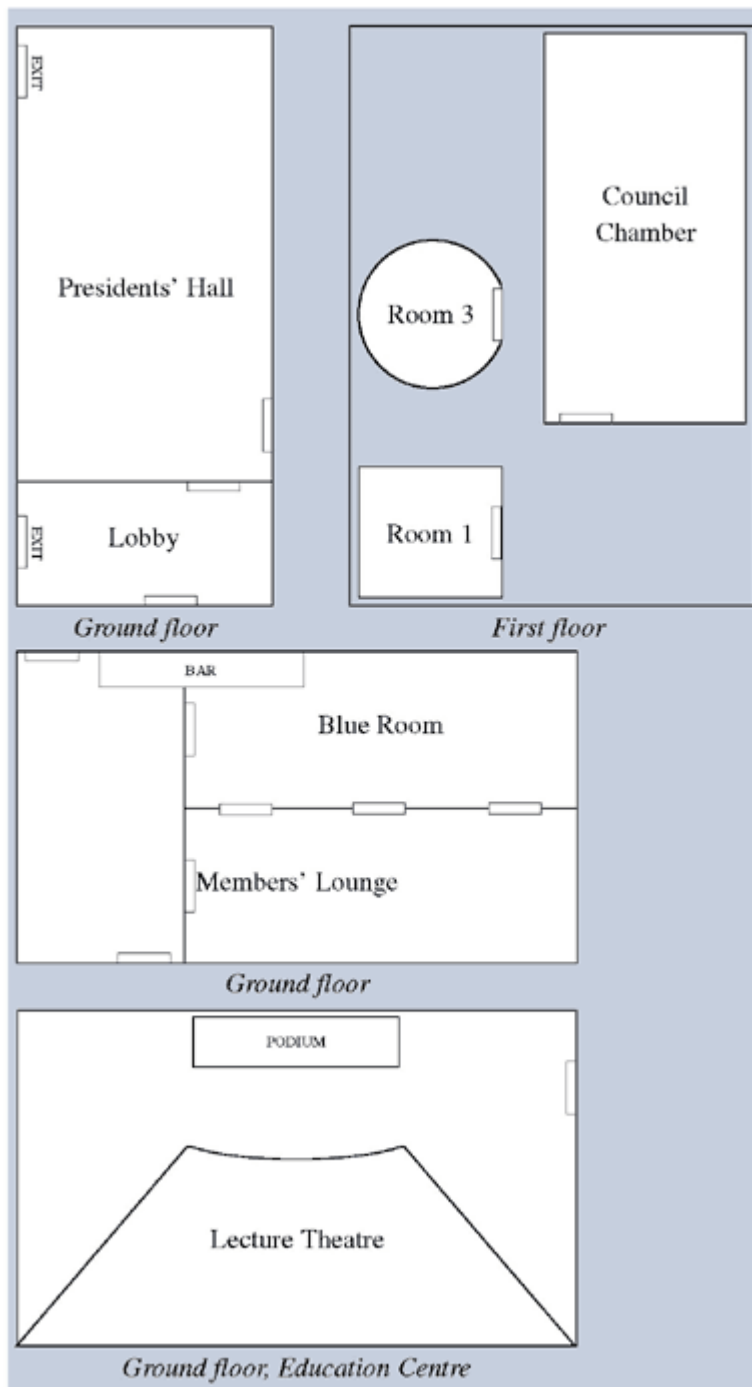 EXIT
Presidents' Hall
EXIT
Lobby
Ground floor
Council
Chamber
Room 3
Room 1
First floor
BAR
Blue Room
Members' Lounge
Ground floor
PODIUM
Lecture Theatre
Ground floor, Education Centre